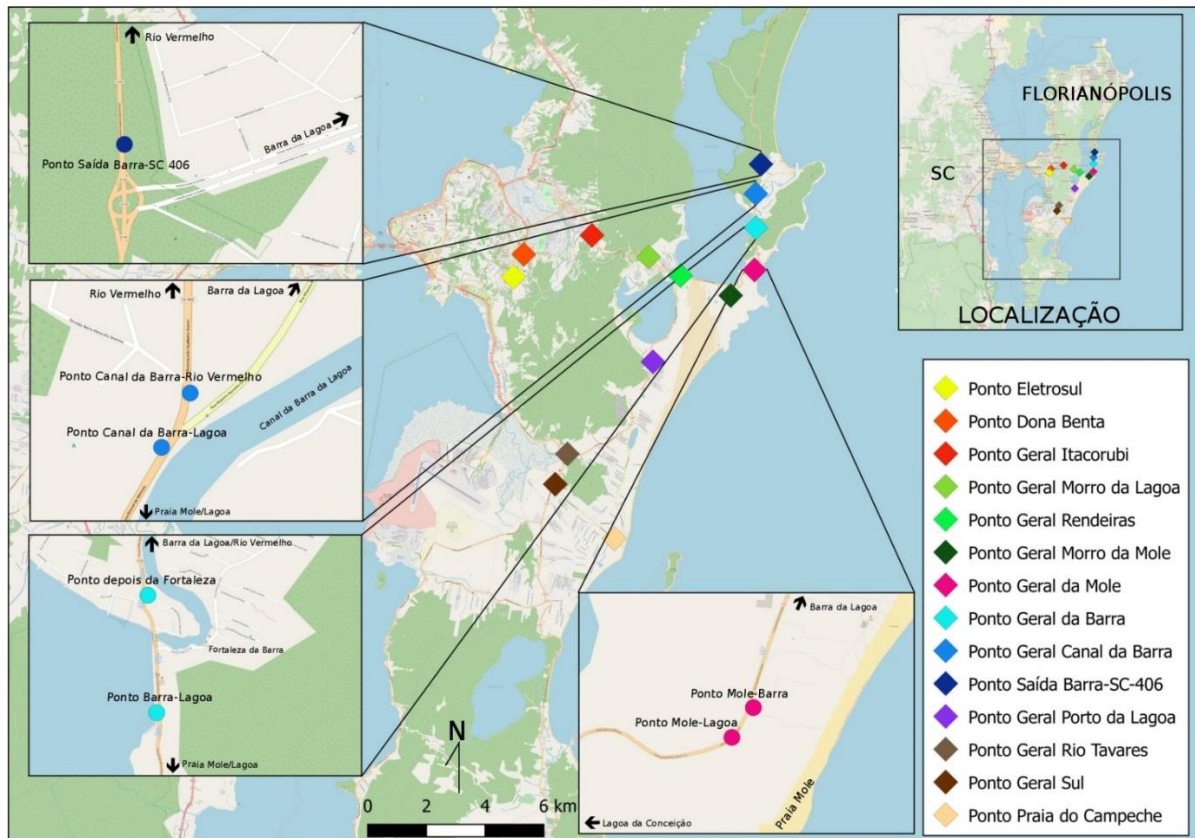 Rio Vermelho
Barra da Lagoa
Ponto Saída Barra-SC 406
Rio Vermelho
Barra da Lagoa
Ponto Canal da Barra-Rio Vermelho
Canal da Barra da Lagoa
Ponto Canal da Barra-Lagoa
Praia Mole/Lagoa
Barra da Lagoa/Rio Vermelho
Ponto depois da Fortaleza
Fortaleza da Barra
Ponto Barra-Lagoa
Praia Mole/Lagoa
N
0 2 4 6 km
Barra da Lagoa
Ponto Mole-Barra
Ponto Mole-Lagoa
Praia Mole
Lagoa da Conceição
FLORIANÓPOLIS
SC
LOCALIZAÇÃO
Ponto Eletrosul
Ponto Dona Benta
Ponto Geral Itacorubi
Ponto Geral Morro da Lagoa
Ponto Geral Rendeiras
Ponto Geral Morro da Mole
Ponto Geral da Mole
Ponto Geral da Barra
Ponto Geral Canal da Barra
Ponto Saída Barra-SC-406
Ponto Geral Porto da Lagoa
Ponto Geral Rio Tavares
Ponto Geral Sul
Ponto Praia do Campeche